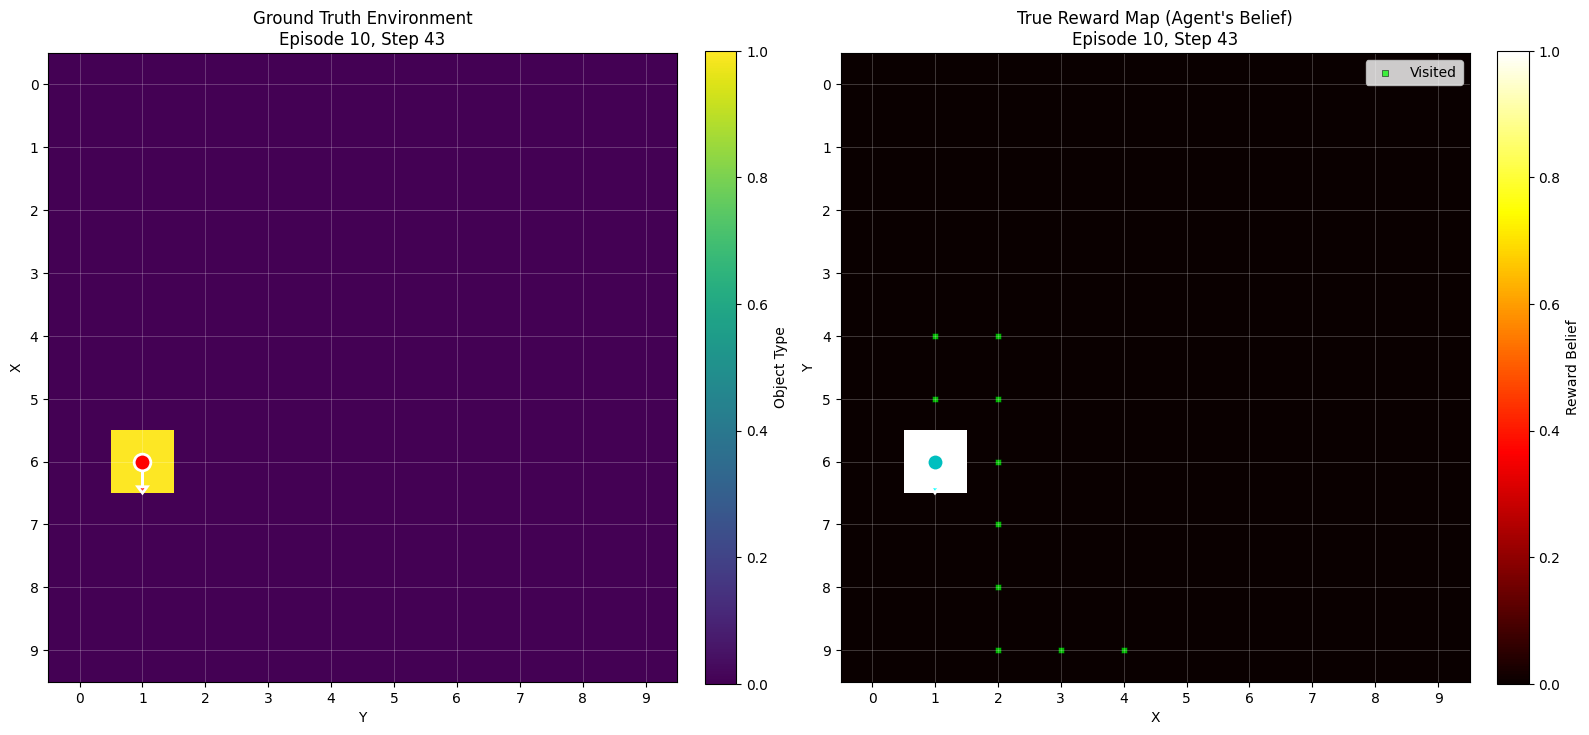 Ground Truth Environment
Episode 10, Step 43
0
1
2
3
4
5
6
7
8
9
X
0 1 2 3 4 5 6 7 8 9
Y
1.0
0.8
0.6
0.4
0.2
0.0
Object Type
True Reward Map (Agent's Belief)
Episode 10, Step 43
Visited
0
1
2
3
4
5
6
7
8
9
Y
0 1 2 3 4 5 6 7 8 9
X
1.0
0.8
0.6
0.4
0.2
0.0
Reward Belief